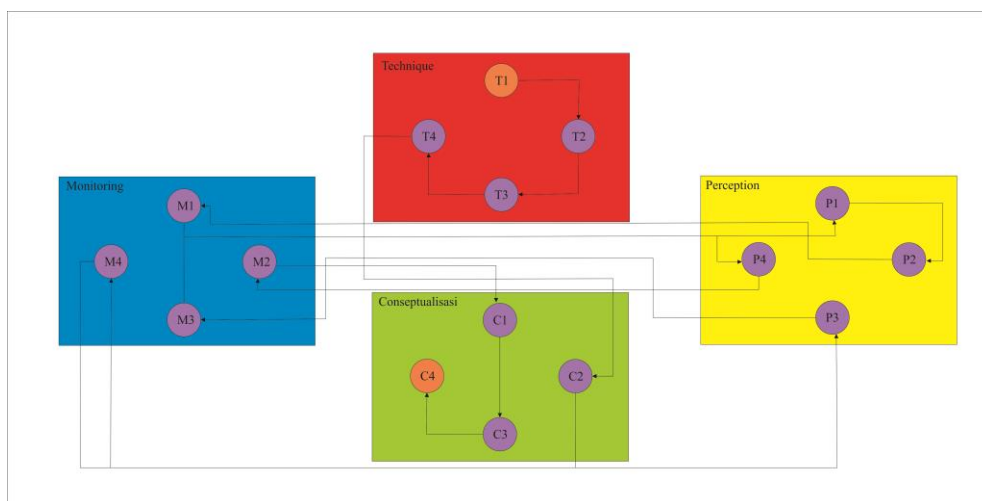 Technique
T1
T4
T2
T3
Monitoring
M1
M4
M2
M3
Perception
P1
P4
P2
P3
Conseptualisasi
C1
C4
C2
C3